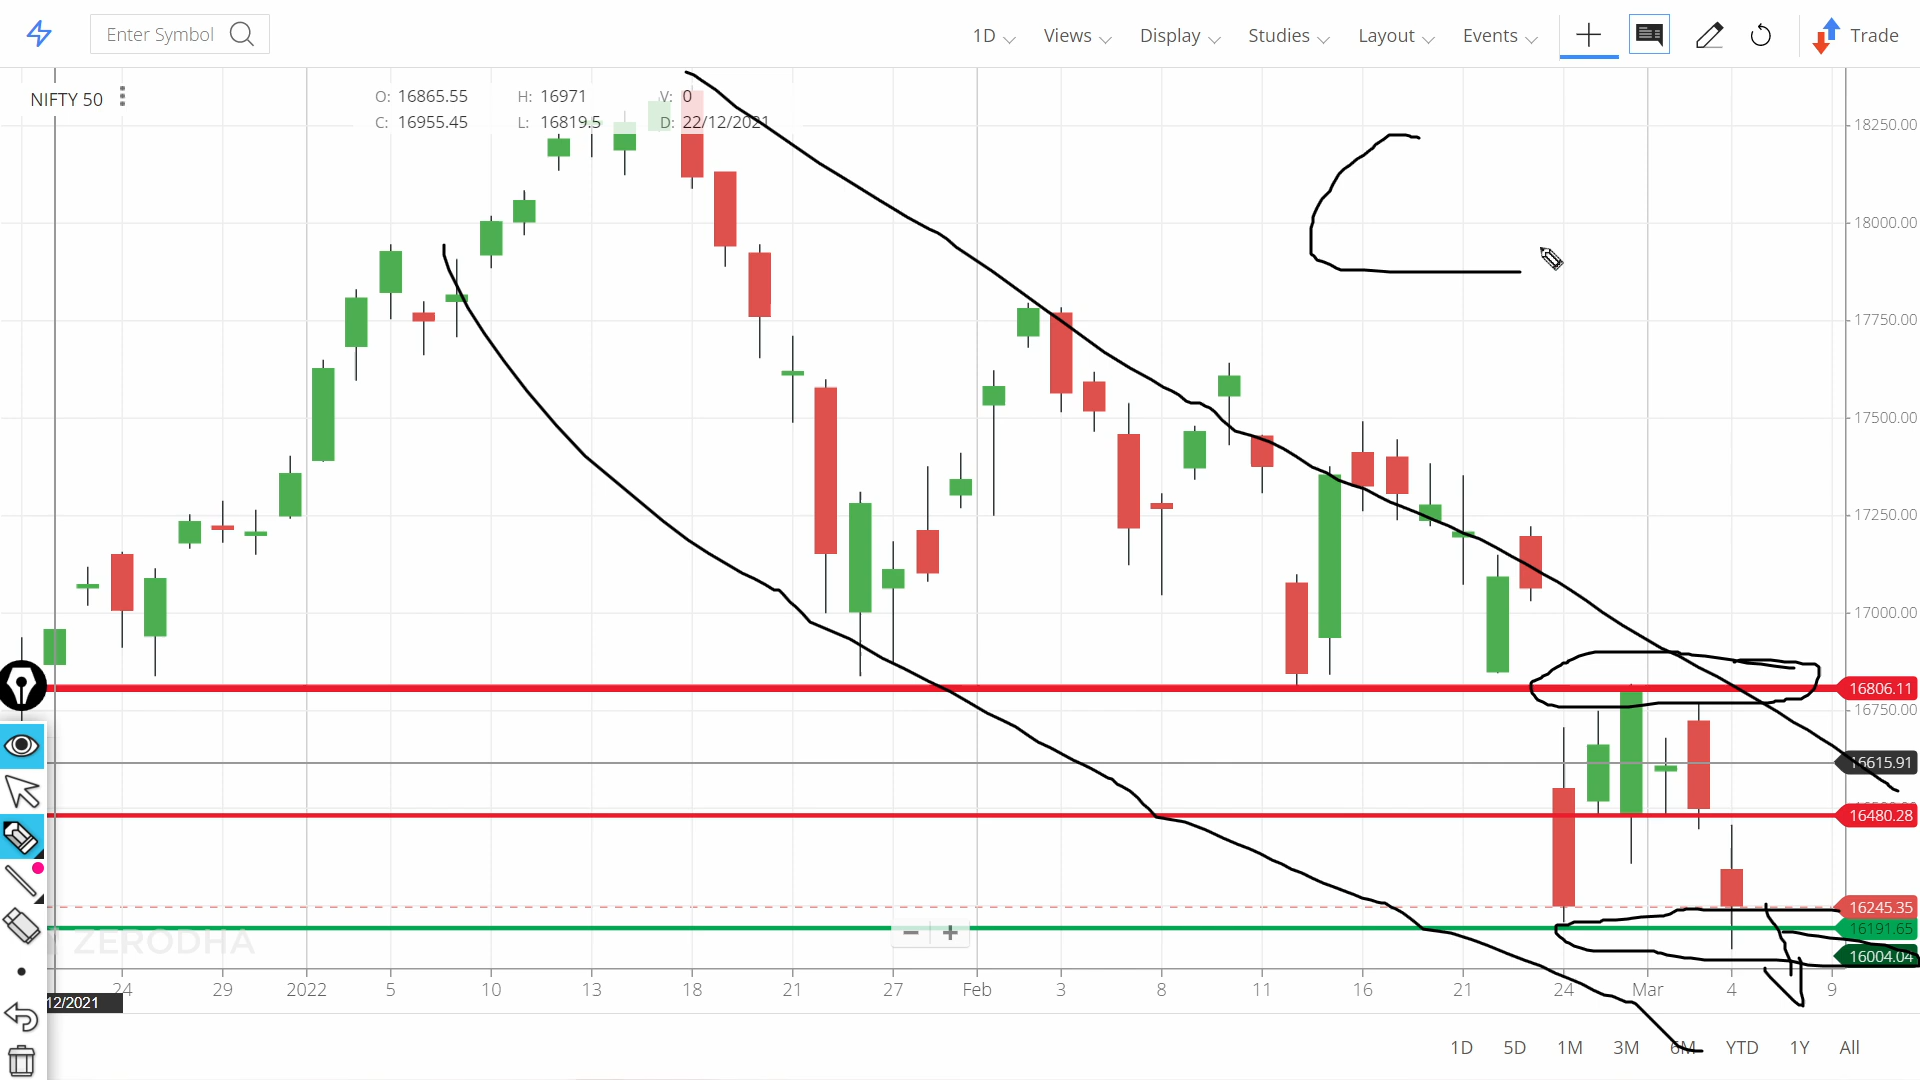 Enter Symbol
1D Views Display Studies Layout Events Trade
NIFTY 50
O: 16865.55 H: 16971 V: 0
C: 16955.45 L: 16819.5 D: 22/12/2021
18250.00
18000.00
17750.00
17500.00
17250.00
17000.00
16806.11
16750.00
16615.91
16480.28
16245.35
16191.65
16004.04
ZERODHA
24 29 2022 5 10 13 18 21 27 Feb 3 8 11 16 21 24 Mar 4 9
12/2021
1D 5D 1M 3M 6M YTD 1Y All